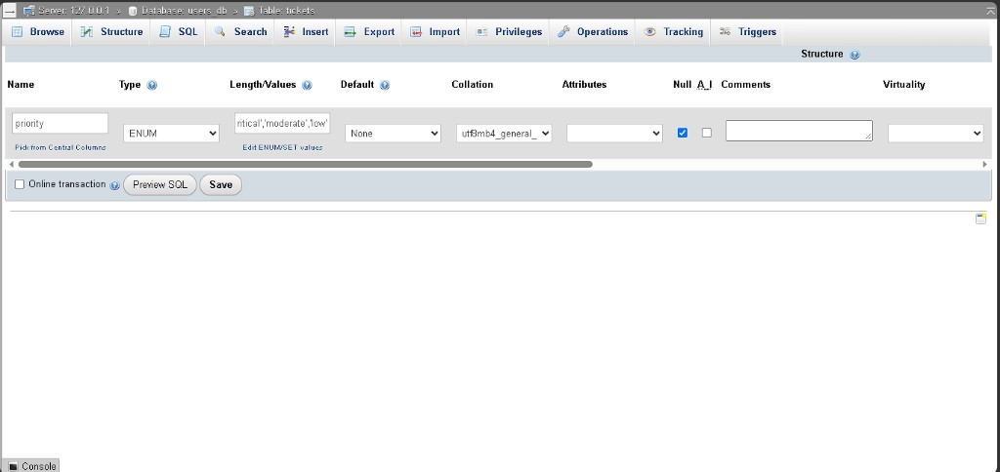 Server: 127.0.0.1 » Database: users_db » Table: tickets
Browse Structure SQL Search Insert Export Import Privileges Operations Tracking Triggers
Structure
Name Type Length/Values Default Collation Attributes Null A_I Comments Virtuality
priority ENUM ritical','moderate','low' None utf8mb4_general_
Pick from Central Columns Edit ENUM/SET values
Online transaction Preview SQL Save
Console